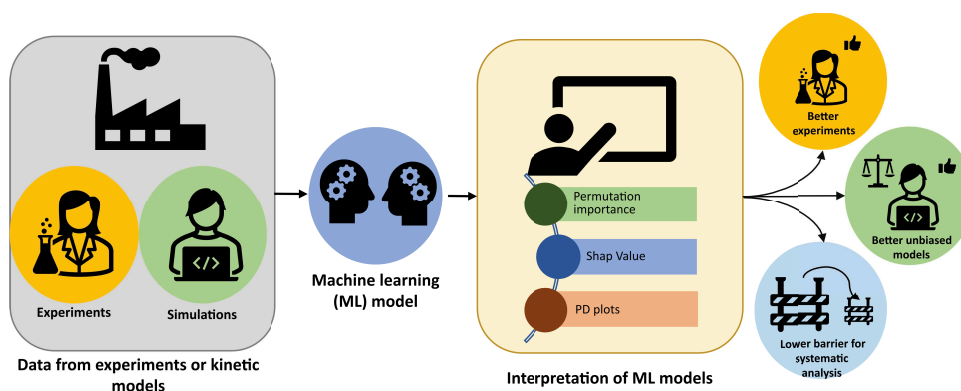 Experiments
Simulations
Data from experiments or kinetic
models
</>
Machine learning
(ML) model
Permutation
importance
Shap Value
PD plots
Interpretation of ML models
Better
experiments
</>
Better unbiased
models
Lower barrier for
systematic
analysis